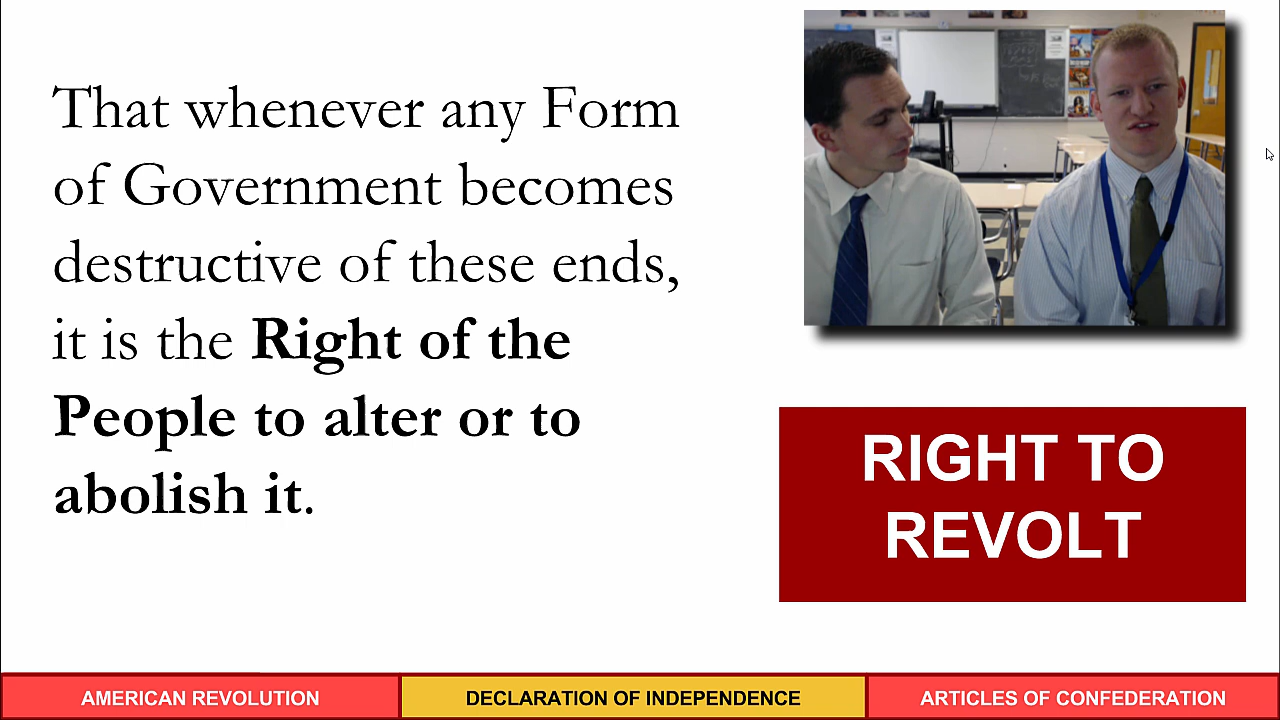 That whenever any Form
of Government becomes
destructive of these ends,
it is the Right of the
People to alter or to
abolish it.
RIGHT TO
REVOLT
AMERICAN REVOLUTION
DECLARATION OF INDEPENDENCE
ARTICLES OF CONFEDERATION